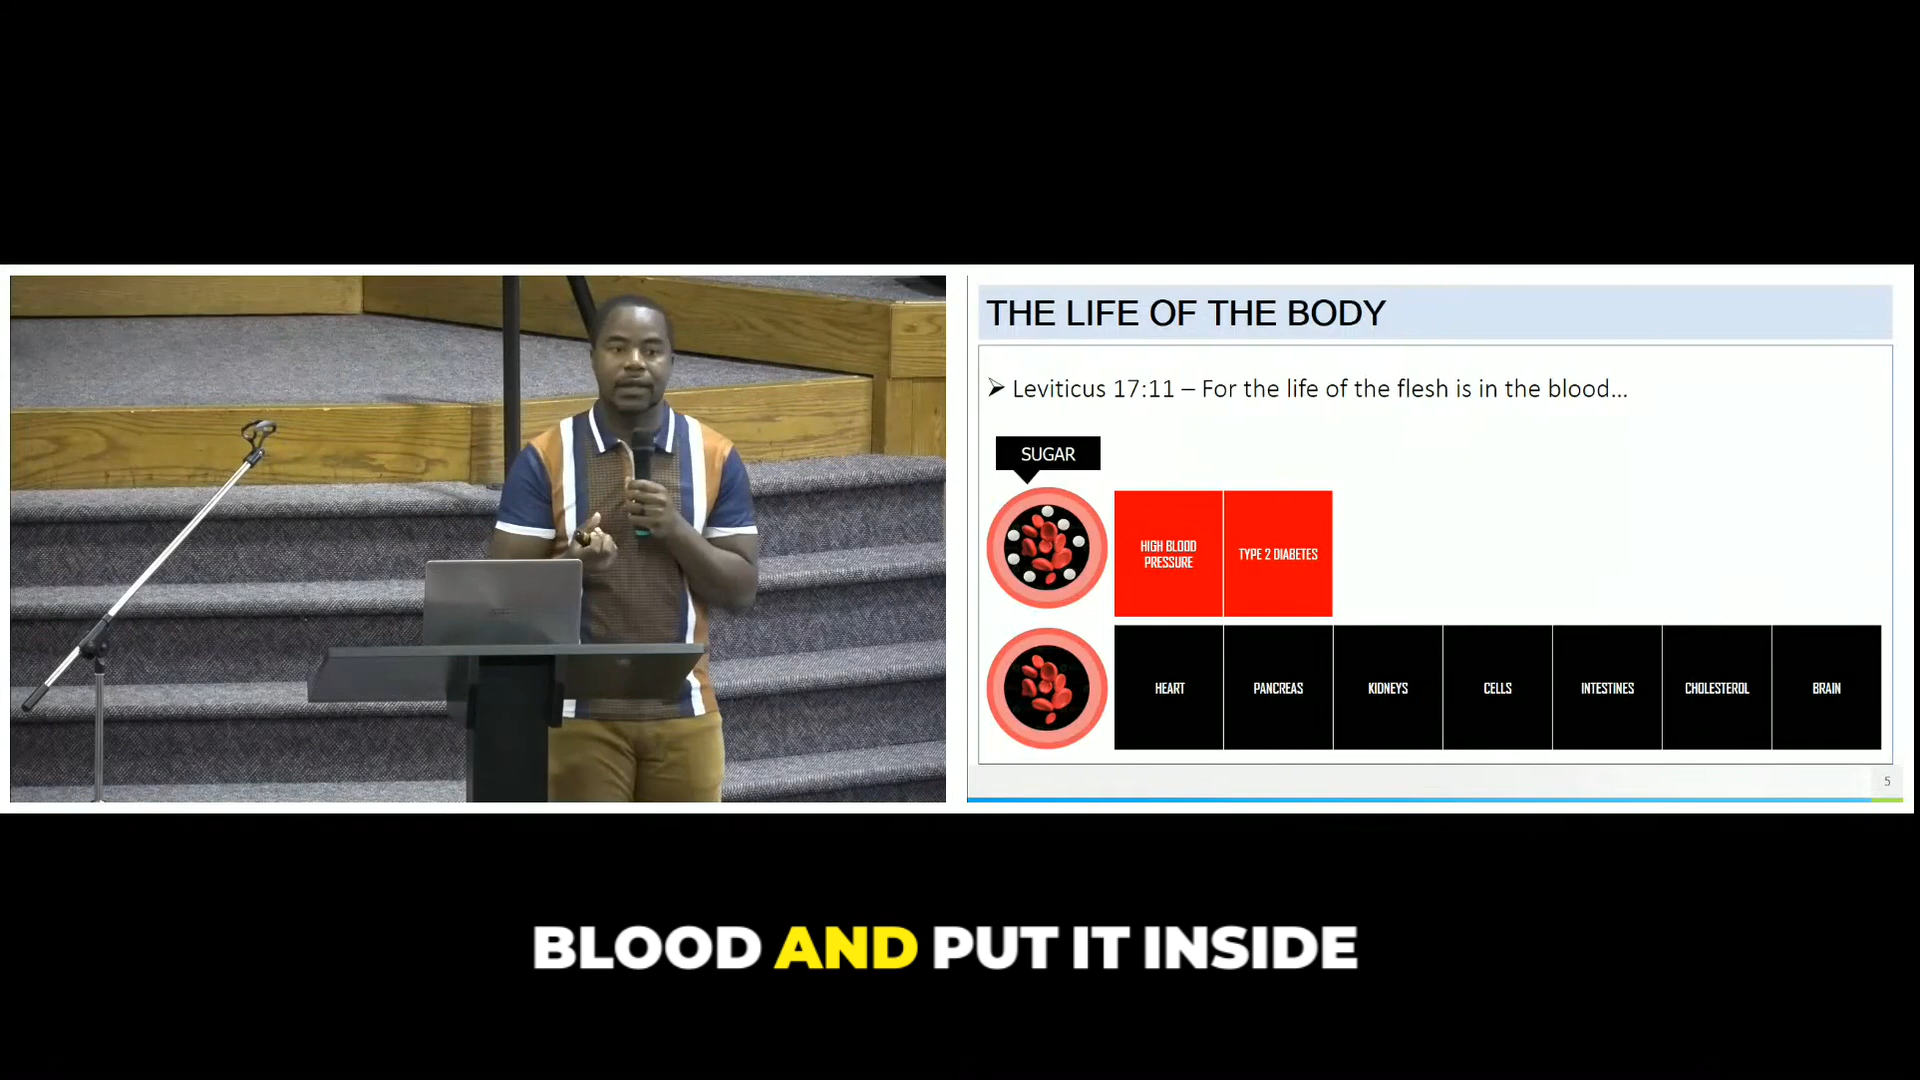 THE LIFE OF THE BODY
➢ Leviticus 17:11 – For the life of the flesh is in the blood...
SUGAR
HIGH BLOOD
PRESSURE
TYPE 2 DIABETES
HEART
PANCREAS
KIDNEYS
CELLS
INTESTINES
CHOLESTEROL
BRAIN
5
BLOOD AND PUT IT INSIDE